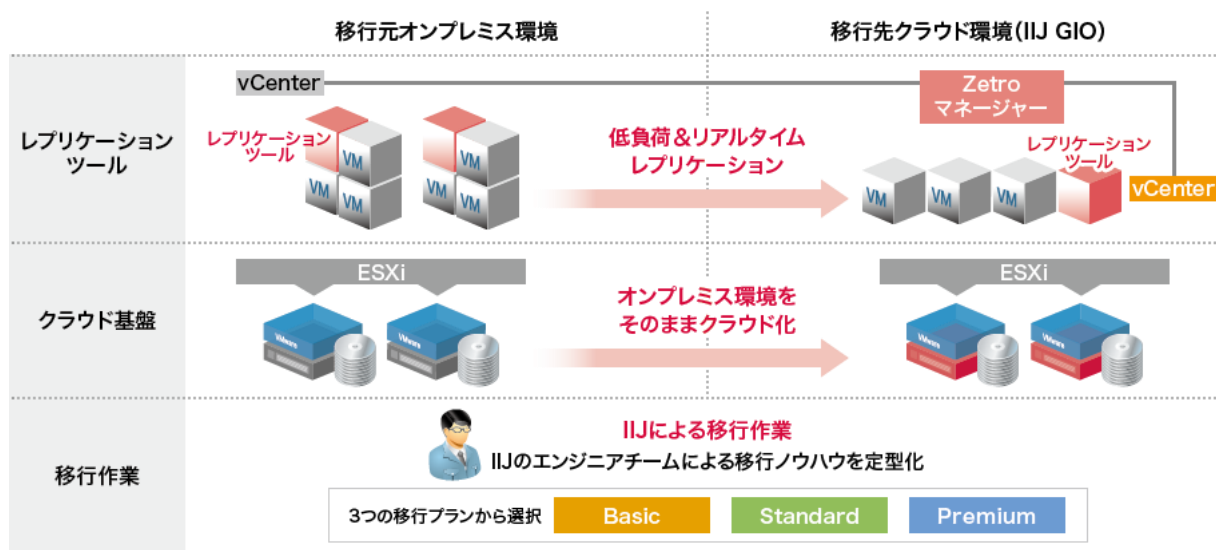 移行元オンプレミス環境
移行先クラウド環境(IIJ GIO)
レプリケーション
ツール
vCenter
レプリケーション
ツール
VM
VM
VM
VM
VM
VM
低負荷＆リアルタイム
レプリケーション
Zetro
マネージャー
レプリケーション
ツール
VM
VM
VM
vCenter
クラウド基盤
ESXi
VMware
VMware
オンプレミス環境を
そのままクラウド化
ESXi
VMware
VMware
移行作業
IIJによる移行作業
IIJのエンジニアチームによる移行ノウハウを定型化
3つの移行プランから選択
Basic
Standard
Premium